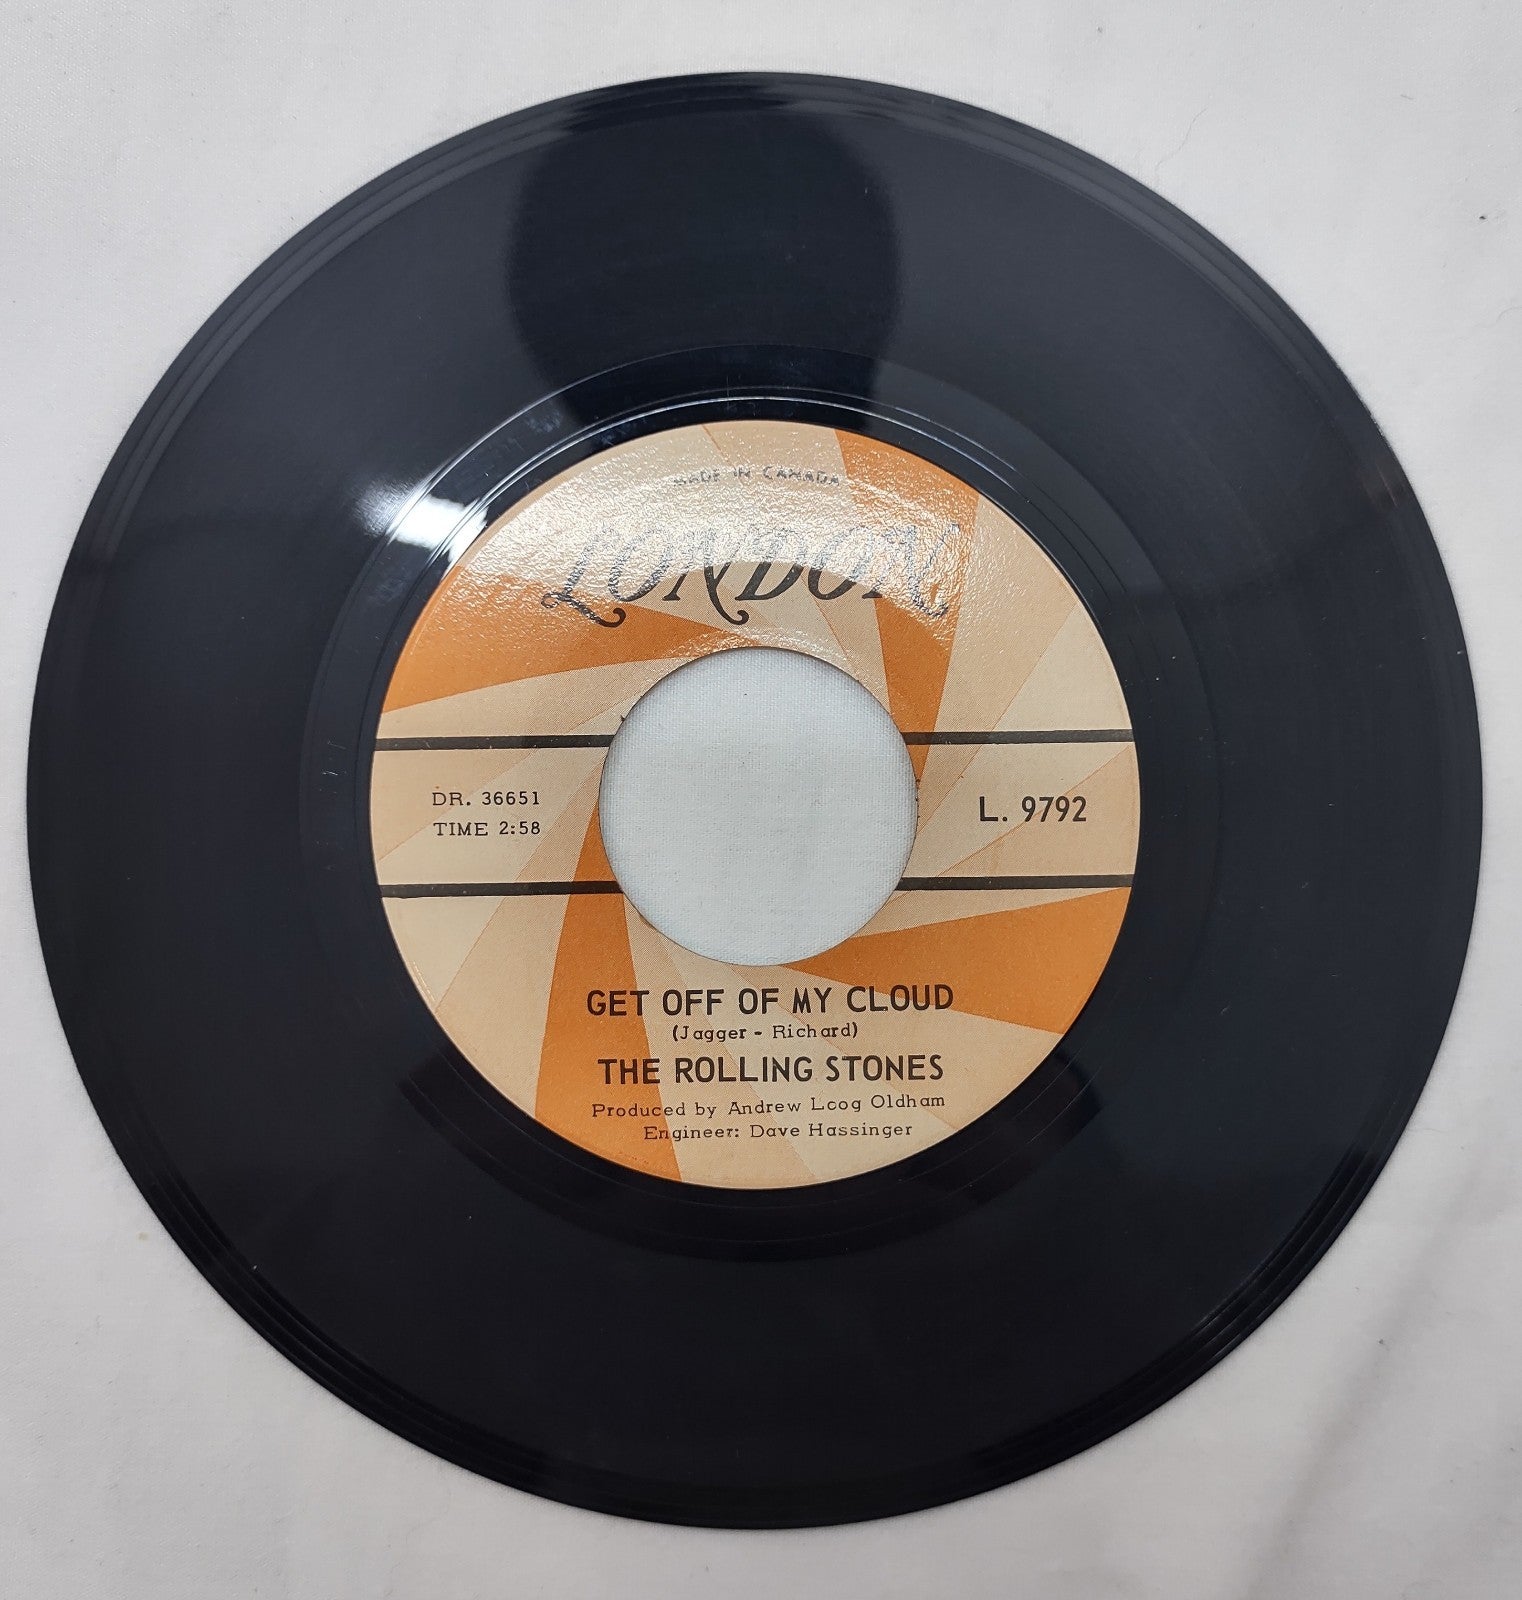 MADE IN CANADA
LONDON
DR. 36651
TIME 2:58
L. 9792
GET OFF OF MY CLOUD
(Jagger - Richard)
THE ROLLING STONES
Produced by Andrew Lcog Oldham
Engineer: Dave Hassinger